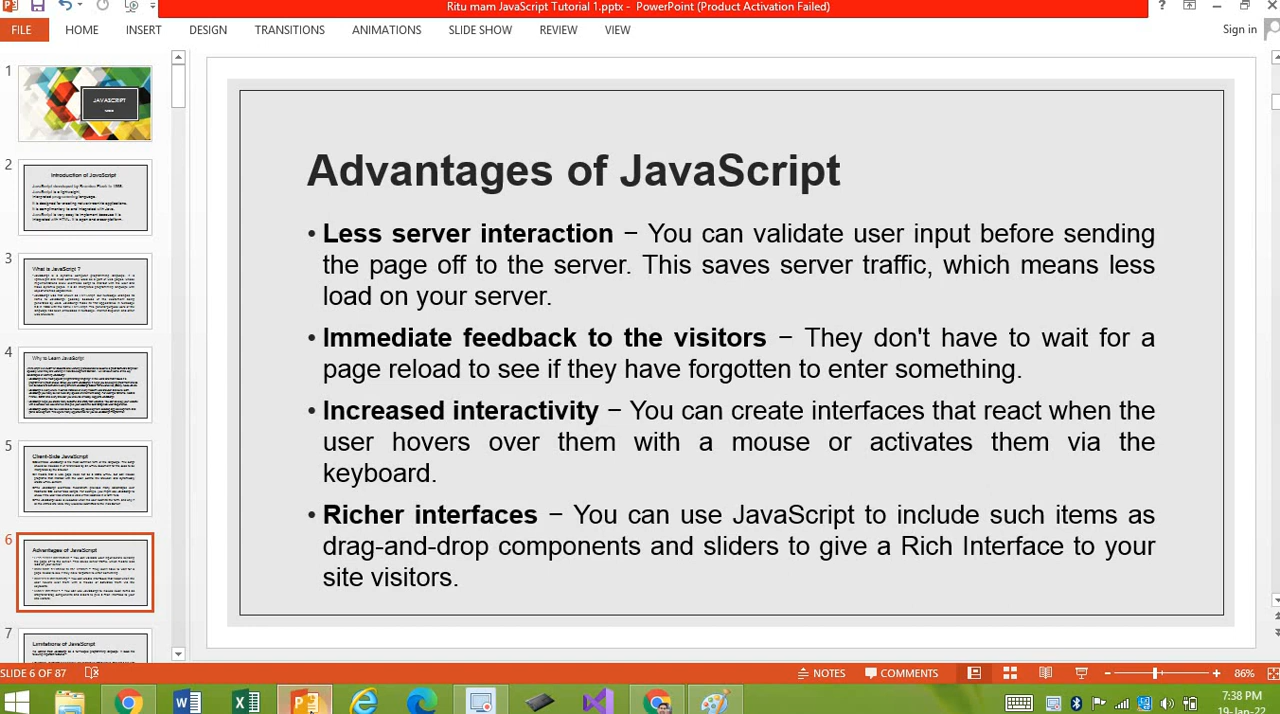 Ritu mam JavaScript Tutorial 1.pptx - PowerPoint (Product Activation Failed)
FILE HOME INSERT DESIGN TRANSITIONS ANIMATIONS SLIDE SHOW REVIEW VIEW Sign in
1
JAVASCRIPT
2
Introduction of JavaScript
3
What is JavaScript ?
4
Why to Learn JavaScript
5
Client-Side JavaScript
6
Advantages of JavaScript
7
Limitations of JavaScript
Advantages of JavaScript
• Less server interaction − You can validate user input before sending
the page off to the server. This saves server traffic, which means less
load on your server.
• Immediate feedback to the visitors − They don't have to wait for a
page reload to see if they have forgotten to enter something.
• Increased interactivity − You can create interfaces that react when the
user hovers over them with a mouse or activates them via the
keyboard.
• Richer interfaces − You can use JavaScript to include such items as
drag-and-drop components and sliders to give a Rich Interface to your
site visitors.
SLIDE 6 OF 87 NOTES COMMENTS 86%
7:38 PM
19-Jan-22